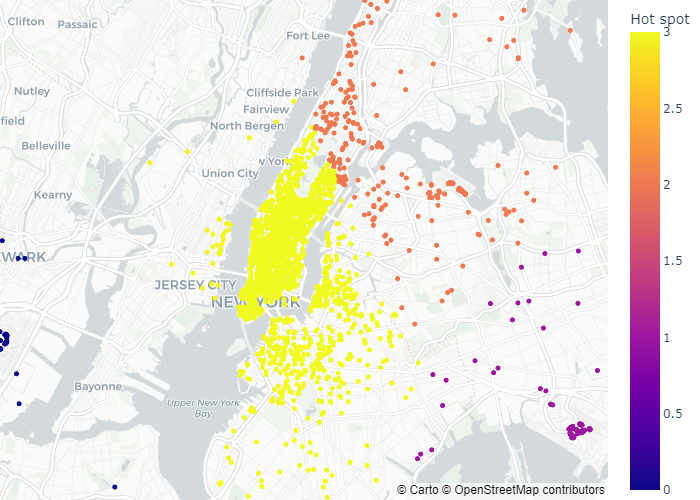 Clifton
Passaic
Hot spot
3
Fort Lee
Nutley
Cliffside Park
2.5
Fairview
field
North Bergen
Belleville
w York
Union City
2
Kearny
WARK
1.5
JERSEY CITY
NEW YORK
1
Bayonne
Upper New York
Bay
0.5
0
© Carto © OpenStreetMap contributors